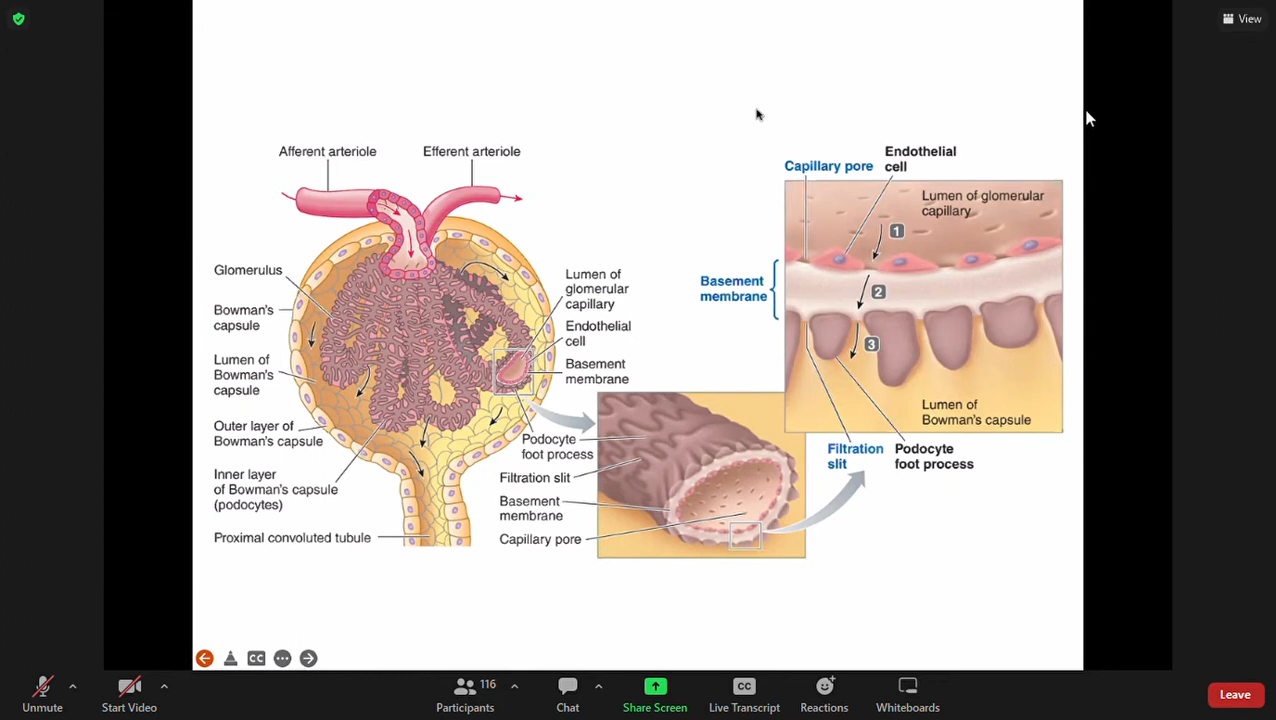 View
Afferent arteriole
Efferent arteriole
Glomerulus
Bowman's
capsule
Lumen of
Bowman's
capsule
Outer layer of
Bowman's capsule
Inner layer
of Bowman's capsule
(podocytes)
Proximal convoluted tubule
Lumen of
glomerular
capillary
Endothelial
cell
Basement
membrane
Podocyte
foot process
Filtration slit
Basement
membrane
Capillary pore
Capillary pore
Endothelial
cell
Lumen of glomerular
capillary
1
Basement
membrane
2
3
Lumen of
Bowman's capsule
Filtration
slit
Podocyte
foot process
CC
Unmute
Start Video
116
Participants
Chat
Share Screen
CC
Live Transcript
Reactions
Whiteboards
Leave